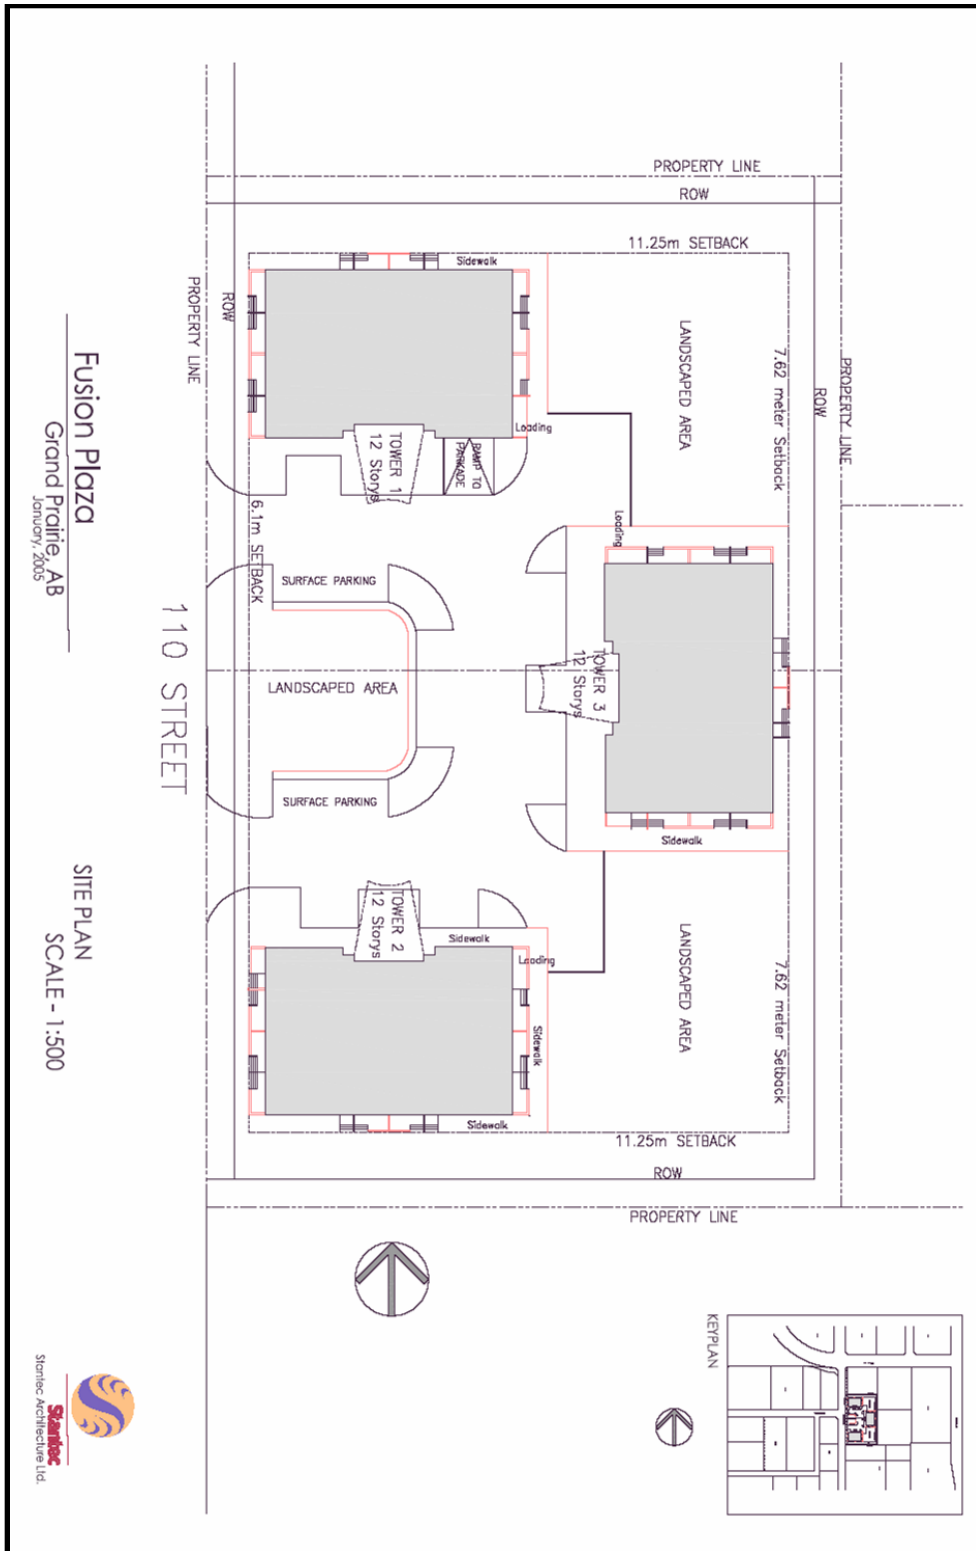 PROPERTY LINE
ROW
11.25m SETBACK
Sidewalk
PROPERTY LINE
ROW
LANDSCAPED AREA
7.62 meter Setback
PROPERTY LINE
ROW
Loading
TOWER 1
12 Storys
RAMP TO
PARKADE
6.1m SETBACK
Loading
SURFACE PARKING
LANDSCAPED AREA
SURFACE PARKING
TOWER 3
12 Storys
Sidewalk
110 STREET
TOWER 2
12 Storys
Sidewalk
Loading
Sidewalk
Sidewalk
LANDSCAPED AREA
7.62 meter Setback
11.25m SETBACK
ROW
PROPERTY LINE
KEYPLAN
Fusion Plaza
Grand Prairie, AB
January, 2005
SITE PLAN
SCALE - 1:500
Stantec
Stantec Architecture Ltd.